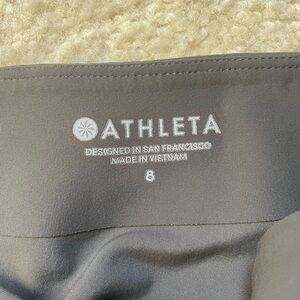 ATHLETA
DESIGNED IN SAN FRANCISCO
MADE IN VIETNAM
8